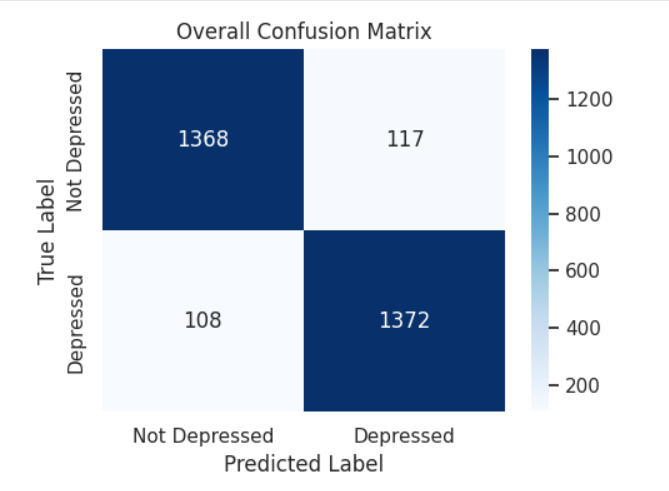 Overall Confusion Matrix
True Label
Not Depressed
Depressed
1368
117
108
1372
Not Depressed
Depressed
Predicted Label
1200
1000
800
600
400
200